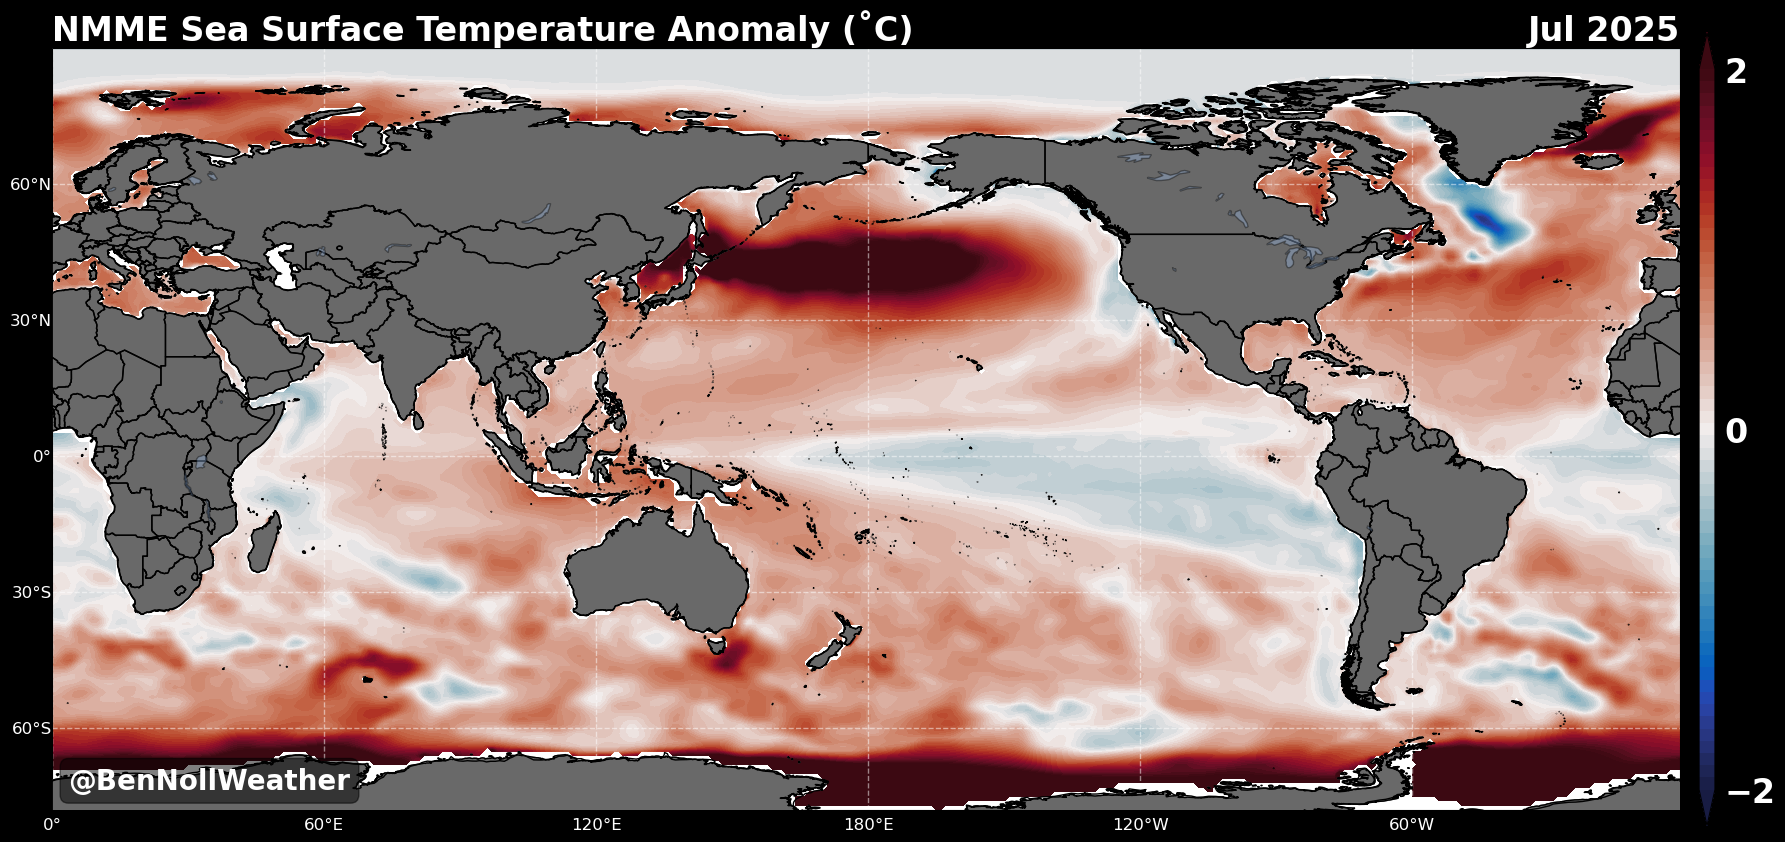 NMME Sea Surface Temperature Anomaly (˚C)
Jul 2025
2
0
−2
60°N
30°N
0°
30°S
60°S
@BenNollWeather
0°
60°E
120°E
180°E
120°W
60°W